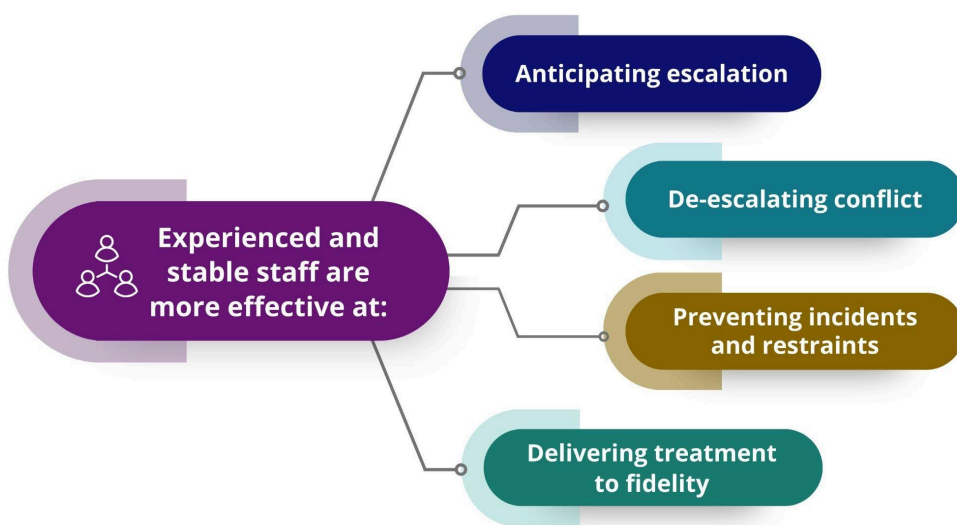 Experienced and
stable staff are
more effective at:
Anticipating escalation
De-escalating conflict
Preventing incidents
and restraints
Delivering treatment
to fidelity